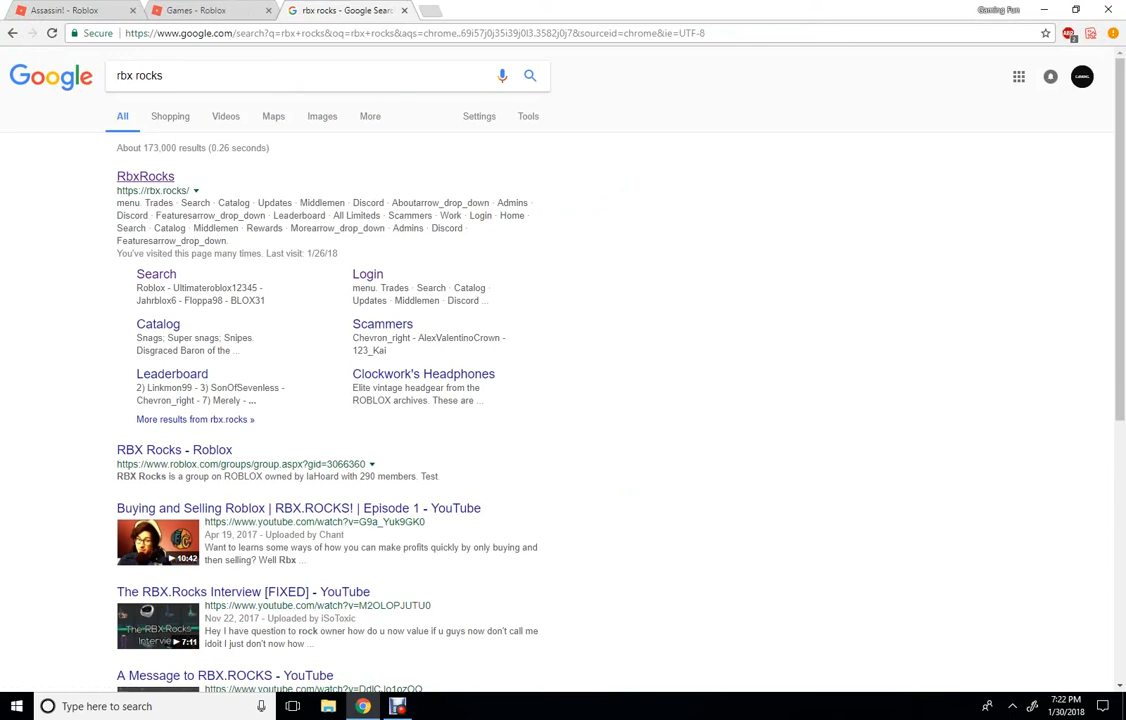 Assassin! - Roblox
Games - Roblox
rbx rocks - Google Sear
Gaming Fun
Secure
https://www.google.com/search?q=rbx+rocks&oq=rbx+rocks&aqs=chrome..69i57j0j35i39j0l3.3582j0j7&sourceid=chrome&ie=UTF-8
Google
rbx rocks
All
Shopping
Videos
Maps
Images
More
Settings
Tools
About 173,000 results (0.26 seconds)
RbxRocks
https://rbx.rocks/
menu. Trades · Search · Catalog · Updates · Middlemen · Discord · Aboutarrow_drop_down · Admins ·
Discord · Featuresarrow_drop_down · Leaderboard · All Limiteds · Scammers · Work · Login · Home ·
Search · Catalog · Middlemen · Rewards · Morearrow_drop_down · Admins · Discord ·
Featuresarrow_drop_down.
You've visited this page many times. Last visit: 1/26/18
Search
Roblox - Ultimateroblox12345 -
Jahrblox6 - Floppa98 - BLOX31
Login
menu. Trades · Search · Catalog ·
Updates · Middlemen · Discord ...
Catalog
Snags; Super snags; Snipes.
Disgraced Baron of the ...
Scammers
Chevron_right - AlexValentinoCrown -
123_Kai
Leaderboard
2) Linkmon99 - 3) SonOfSevenless -
Chevron_right - 7) Merely - ...
Clockwork's Headphones
Elite vintage headgear from the
ROBLOX archives. These are ...
More results from rbx.rocks »
RBX Rocks - Roblox
https://www.roblox.com/groups/group.aspx?gid=3066360
RBX Rocks is a group on ROBLOX owned by laHoard with 290 members. Test
Buying and Selling Roblox | RBX.ROCKS! | Episode 1 - YouTube
https://www.youtube.com/watch?v=G9a_Yuk9GK0
Apr 19, 2017 - Uploaded by Chant
Want to learns some ways of how you can make profits quickly by only buying and
then selling? Well Rbx ...
10:42
The RBX.Rocks Interview [FIXED] - YouTube
https://www.youtube.com/watch?v=M2OLOPJUTU0
Nov 22, 2017 - Uploaded by iSoToxic
Hey I have question to rock owner how do u now value if u guys now don't call me
idoit I just don't now how ...
The RBX.Rocks
Intervie
7:11
A Message to RBX.ROCKS - YouTube
https://www.youtube.com/watch?v=DdlCJo1ozOQ
Type here to search
7:22 PM
1/30/2018